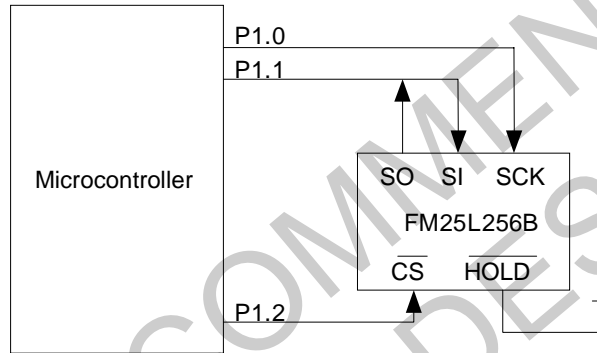 P1.0
P1.1
Microcontroller
SO SI SCK
FM25L256B
CS HOLD
P1.2